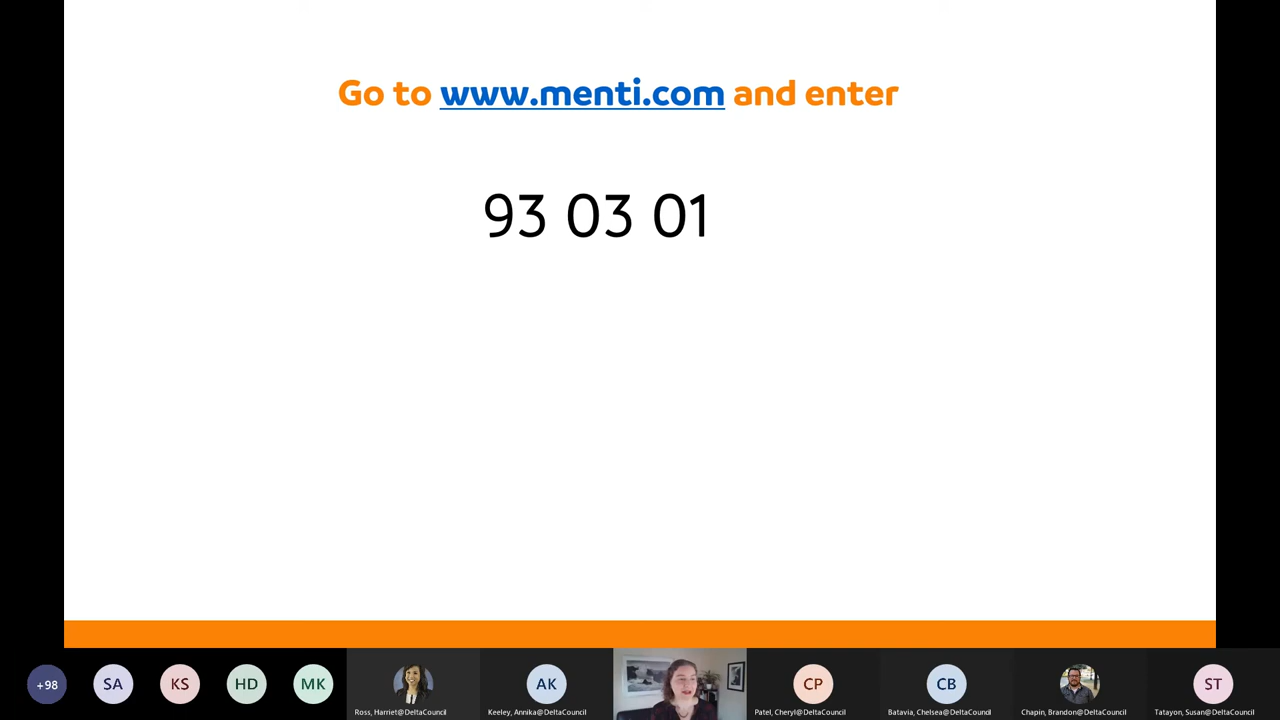 Go to www.menti.com and enter
93 03 01
+98
SA
KS
HD
MK
Ross, Harriet@DeltaCouncil
AK
Keeley, Annika@DeltaCouncil
CP
Patel, Cheryl@DeltaCouncil
CB
Batavia, Chelsea@DeltaCouncil
Chapin, Brandon@DeltaCouncil
ST
Tatayon, Susan@DeltaCouncil